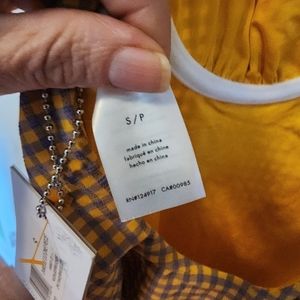 S / P
made in china
fabriqué en chine
hecho en china
RN#124917 CA#00985